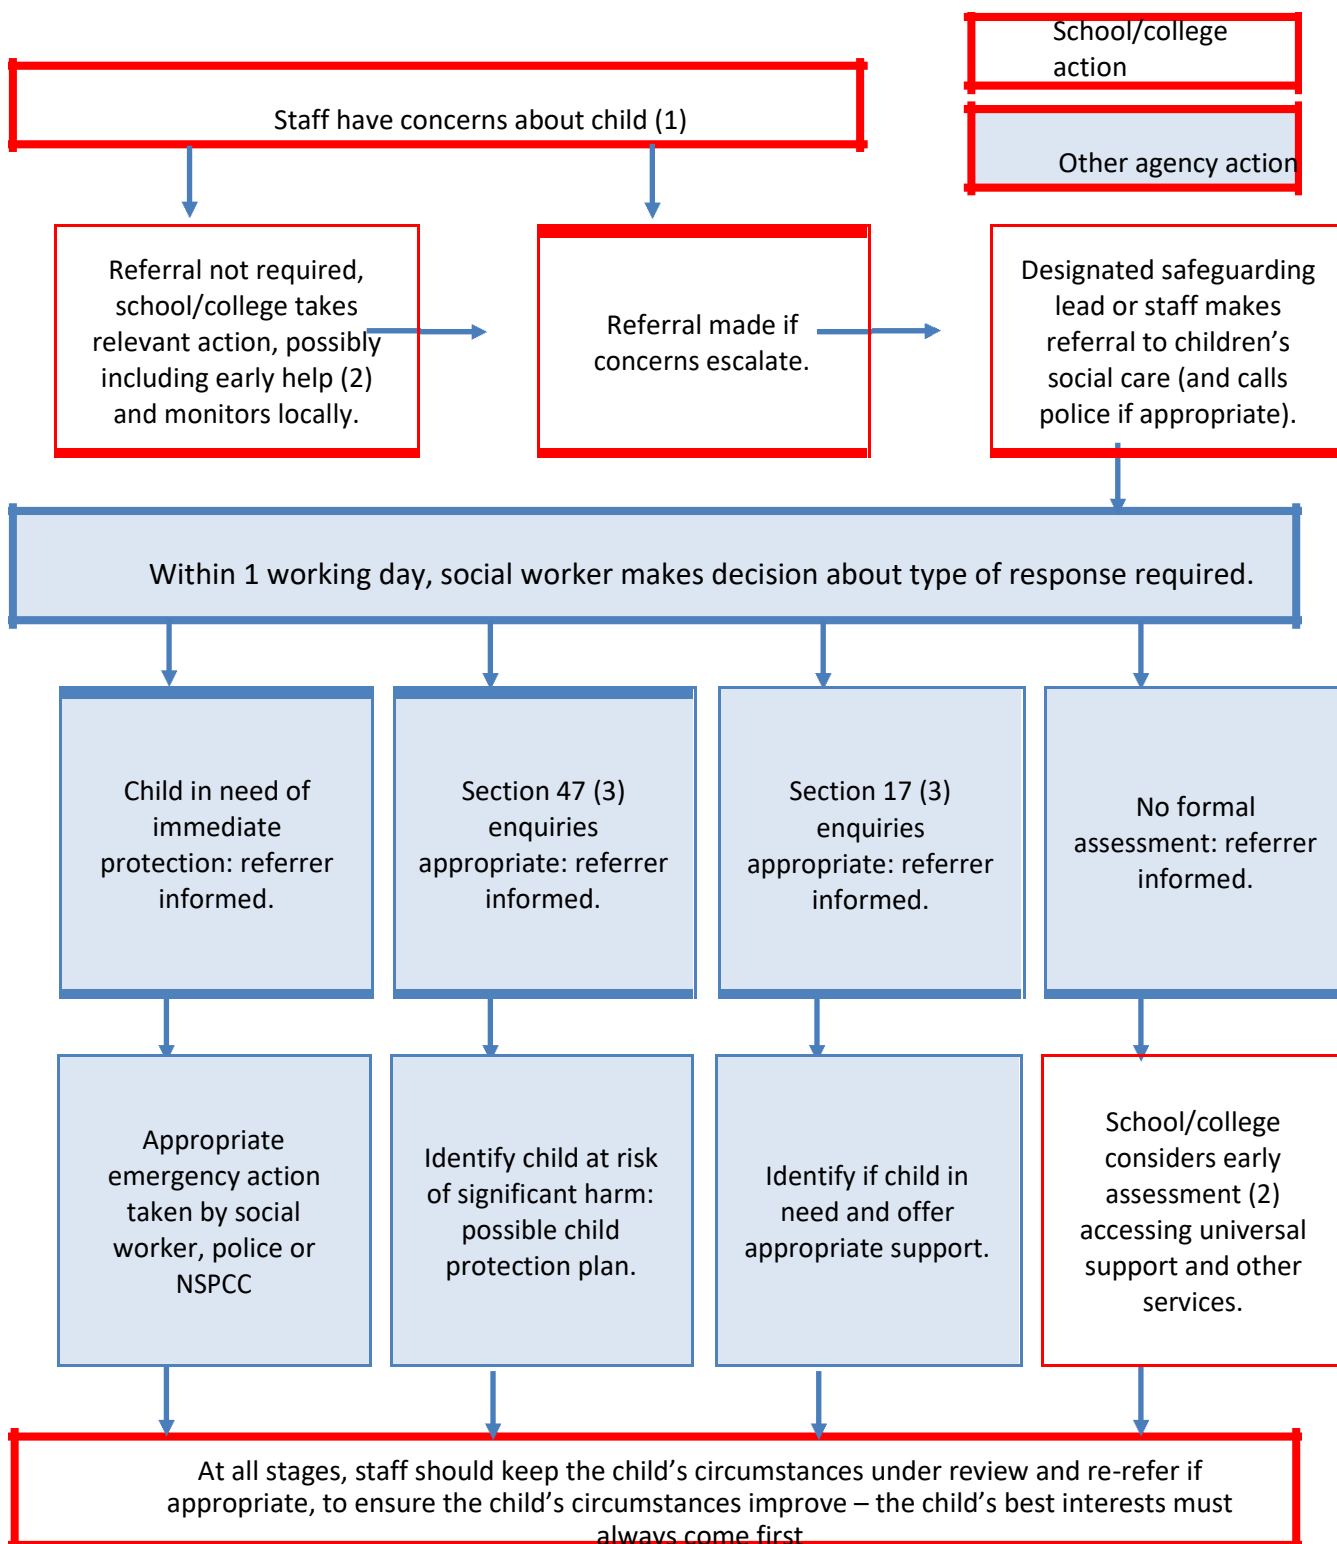 School/college
action
Staff have concerns about child (1)
Other agency action
Referral not required,
school/college takes
relevant action, possibly
including early help (2)
and monitors locally.
Referral made if
concerns escalate.
Designated safeguarding
lead or staff makes
referral to children’s
social care (and calls
police if appropriate).
Within 1 working day, social worker makes decision about type of response required.
Child in need of
immediate
protection: referrer
informed.
Section 47 (3)
enquiries
appropriate: referrer
informed.
Section 17 (3)
enquiries
appropriate: referrer
informed.
No formal
assessment: referrer
informed.
Appropriate
emergency action
taken by social
worker, police or
NSPCC
Identify child at risk
of significant harm:
possible child
protection plan.
Identify if child in
need and offer
appropriate support.
School/college
considers early
assessment (2)
accessing universal
support and other
services.
At all stages, staff should keep the child’s circumstances under review and re-refer if
appropriate, to ensure the child’s circumstances improve – the child’s best interests must
always come first